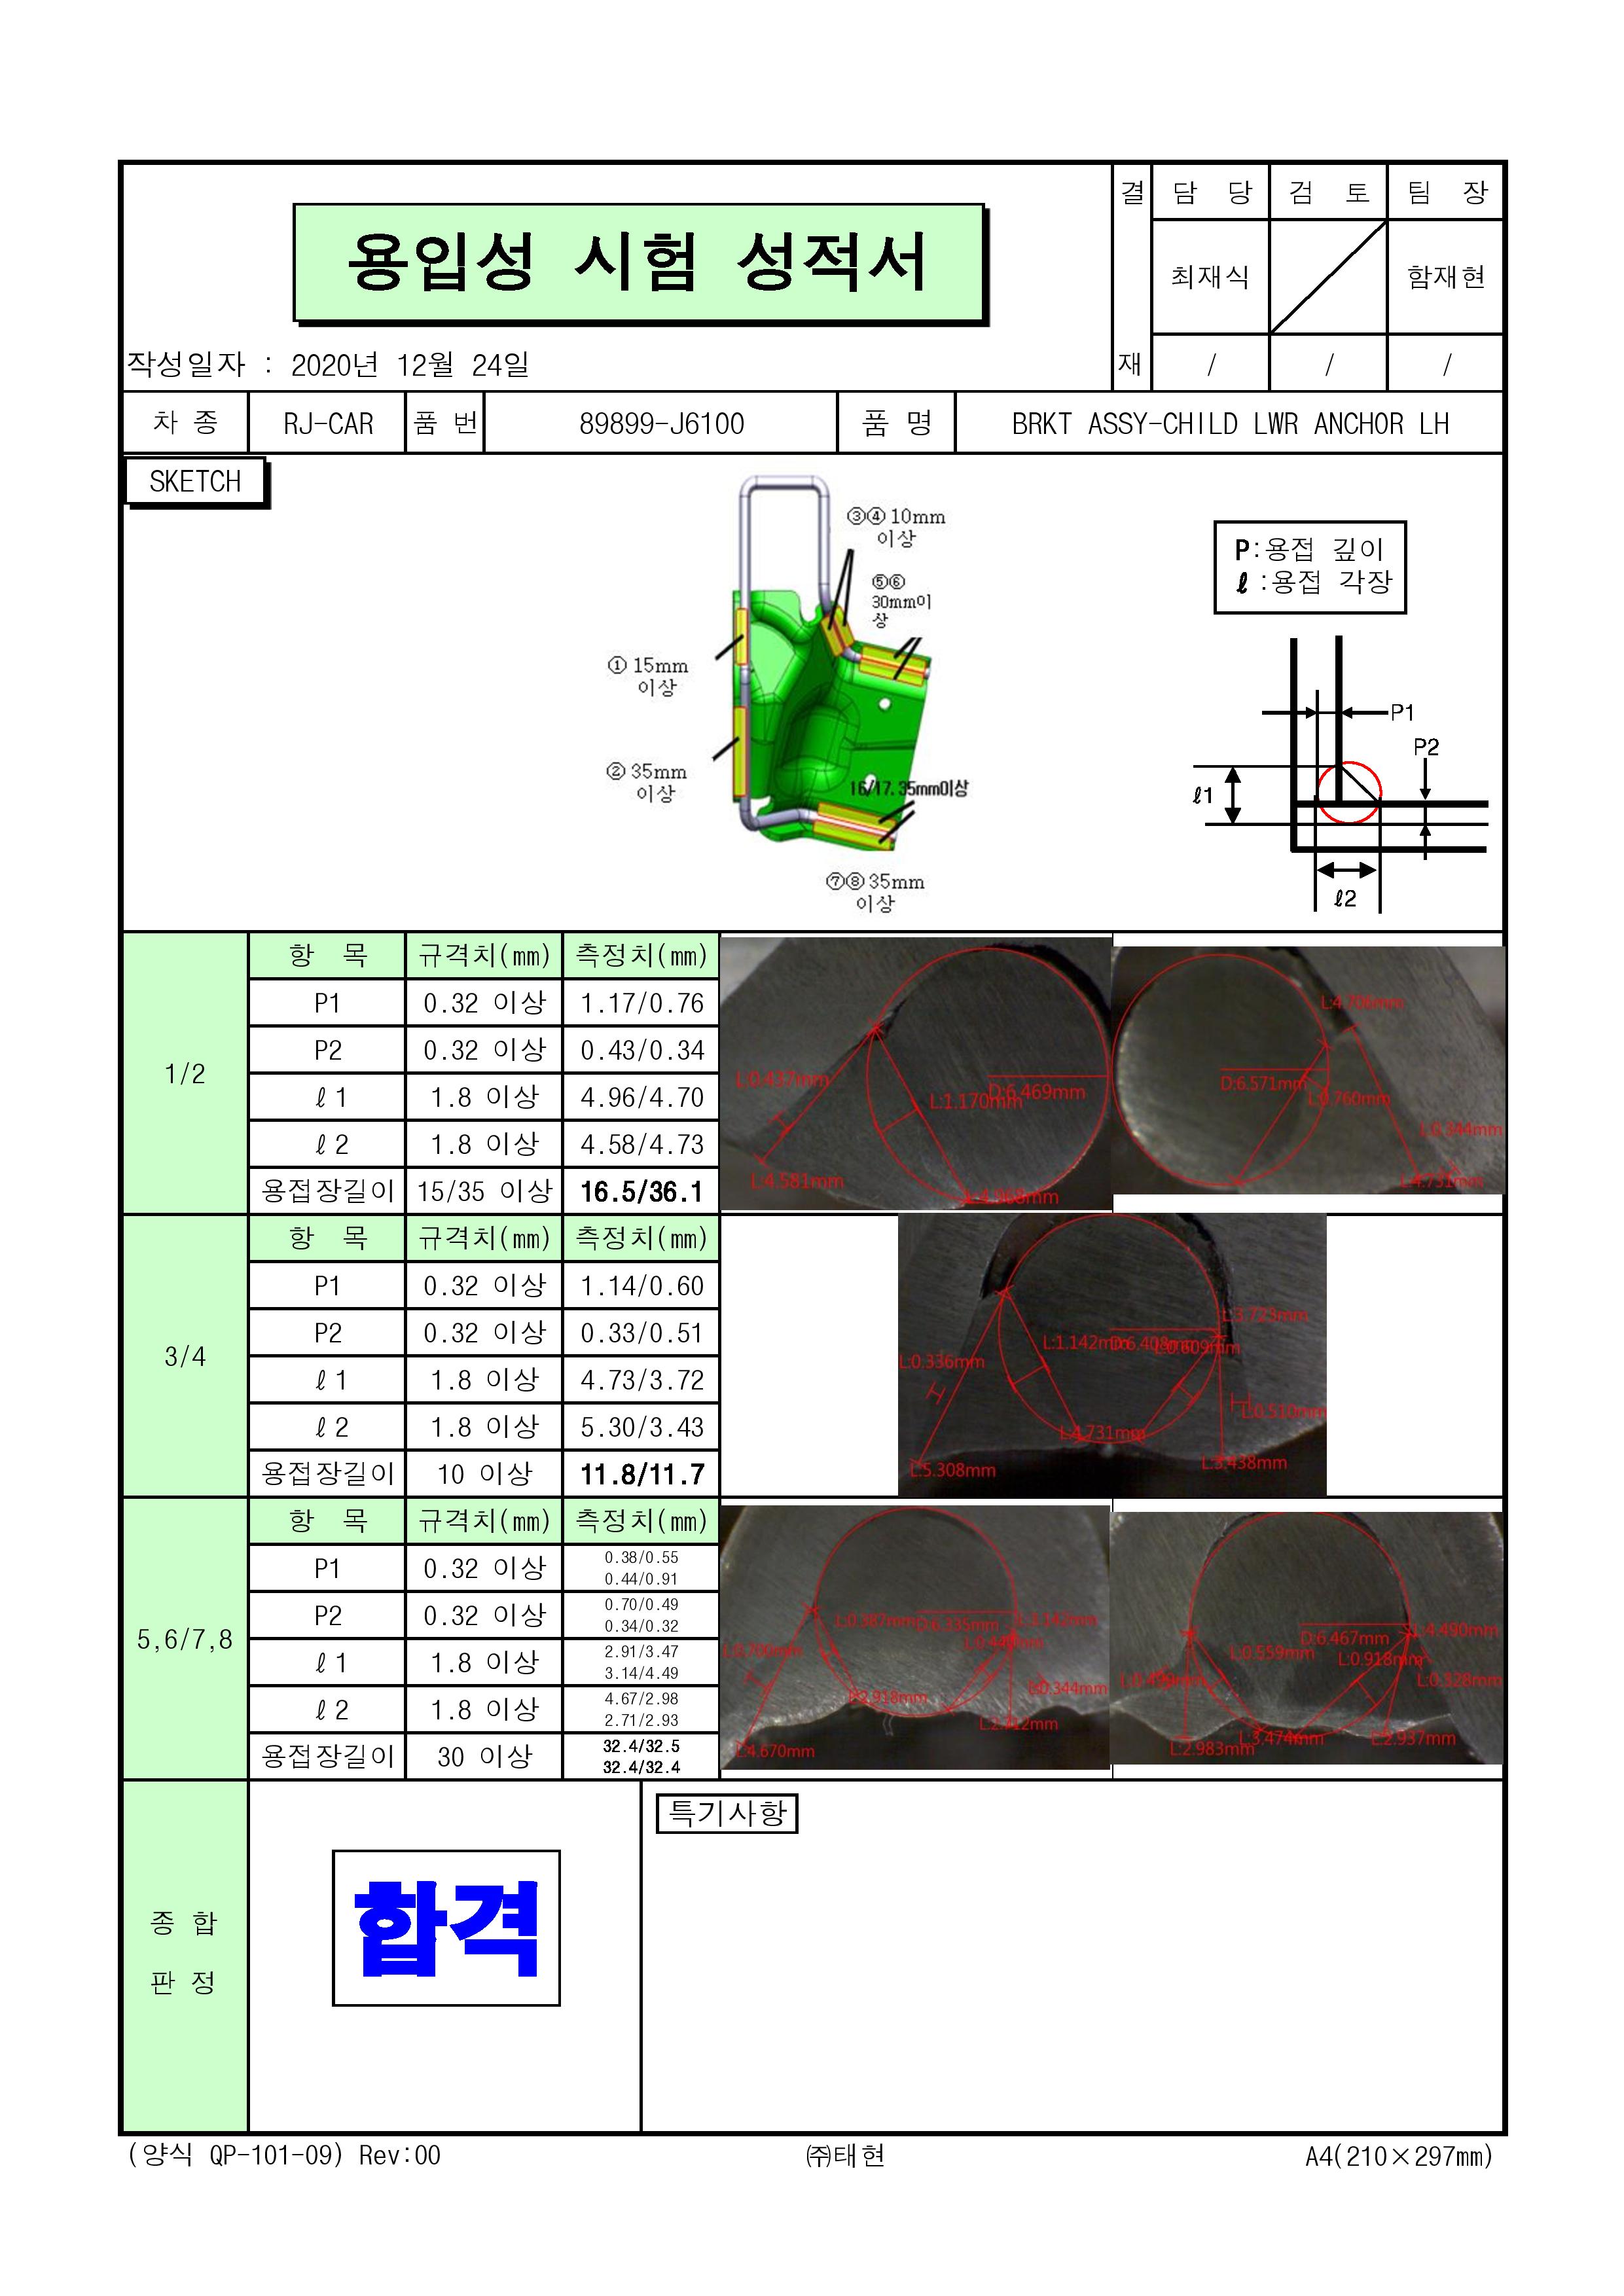 용입성 시험 성적서
결 재
담 당 검 토 팀 장
최재식 함재현
/ / /
작성일자 : 2020년 12월 24일
차 종 RJ-CAR 품 번 89899-J6100 품 명 BRKT ASSY-CHILD LWR ANCHOR LH
SKETCH
③④ 10mm
이상
⑤⑥
30mm이
상
① 15mm
이상
② 35mm
이상
16/17. 35mm이상
⑦⑧ 35mm
이상
P:용접 깊이
ℓ :용접 각장
P1
P2
ℓ1
ℓ2
1/2
항 목 규격치(㎜) 측정치(㎜)
P1 0.32 이상 1.17/0.76
P2 0.32 이상 0.43/0.34
ℓ1 1.8 이상 4.96/4.70
ℓ2 1.8 이상 4.58/4.73
용접장길이 15/35 이상 16.5/36.1
L:0.437mm
L:1.170mm
D:6.469mm
L:4.581mm
L:4.968mm
L:4.706mm
D:6.571mm
L:0.760mm
L:0.344mm
L:4.731mm
3/4
항 목 규격치(㎜) 측정치(㎜)
P1 0.32 이상 1.14/0.60
P2 0.32 이상 0.33/0.51
ℓ1 1.8 이상 4.73/3.72
ℓ2 1.8 이상 5.30/3.43
용접장길이 10 이상 11.8/11.7
L:3.723mm
L:1.142mm
D:6.408mm
L:0.609mm
L:0.336mm
L:0.510mm
L:4.731mm
L:5.308mm
L:3.438mm
5,6/7,8
항 목 규격치(㎜) 측정치(㎜)
P1 0.32 이상 0.38/0.55
0.44/0.91
P2 0.32 이상 0.70/0.49
0.34/0.32
ℓ1 1.8 이상 2.91/3.47
3.14/4.49
ℓ2 1.8 이상 4.67/2.98
2.71/2.93
용접장길이 30 이상 32.4/32.5
32.4/32.4
L:0.387mm
D:6.335mm
L:3.142mm
L:0.700mm
L:2.918mm
L:0.344mm
L:4.670mm
L:4.490mm
D:6.467mm
L:0.559mm
L:0.918mm
L:0.328mm
L:3.474mm
L:2.983mm
L:2.937mm
종 합
판 정
합격
특기사항
(양식 QP-101-09) Rev:00 ㈜태현 A4(210×297㎜)